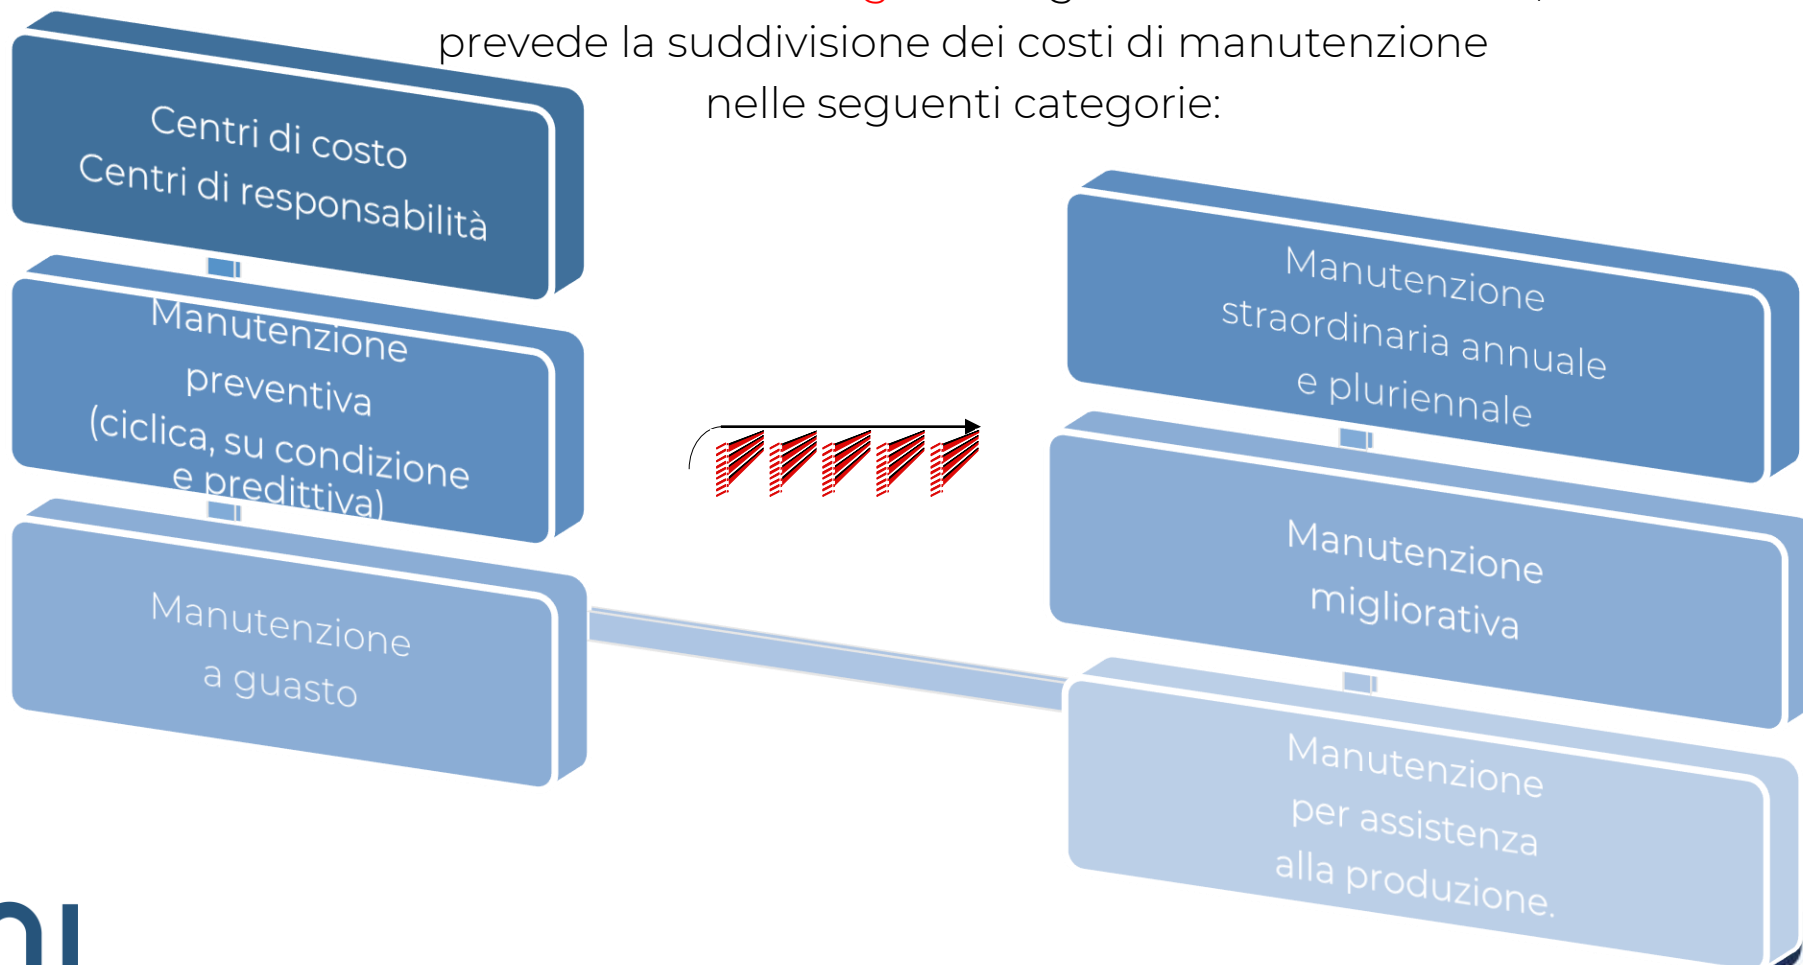 prevede la suddivisione dei costi di manutenzione
nelle seguenti categorie:
Centri di costo
Centri di responsabilità
Manutenzione
preventiva
(ciclica, su condizione
e predittiva)
Manutenzione
a guasto
Manutenzione
straordinaria annuale
e pluriennale
Manutenzione
migliorativa
Manutenzione
per assistenza
alla produzione.